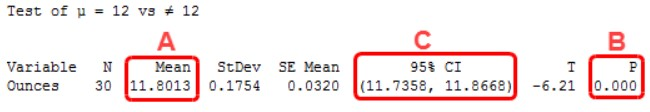 Test of μ = 12 vs ≠ 12
A C B
Variable N Mean StDev SE Mean 95% CI T P
Ounces 30 11.8013 0.1754 0.0320 (11.7358, 11.8668) -6.21 0.000